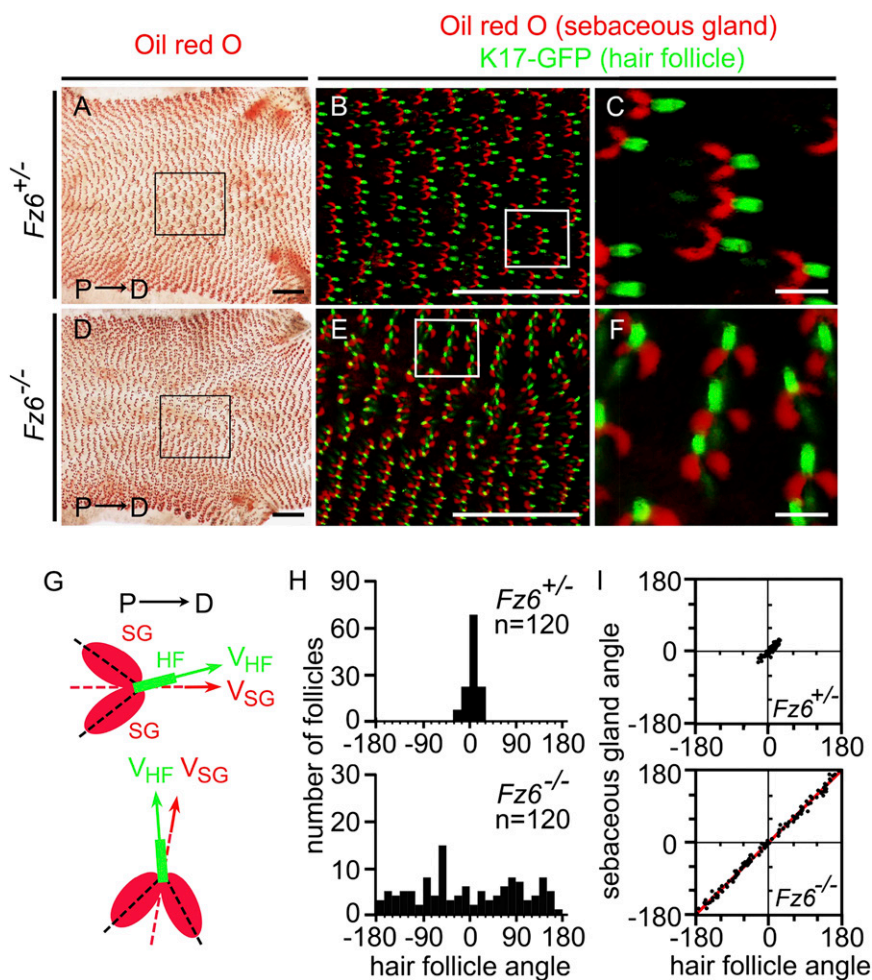 Oil red O
Oil red O (sebaceous gland)
K17-GFP (hair follicle)
Fz6+/-
A
P → D
B
C
Fz6-/-
D
P → D
E
F
G
P → D
SG
HF
VHF
VSG
SG
VHF VSG
H
number of follicles
90
60
30
0
Fz6+/-
n=120
-180 -90 0 90 180
30
20
10
0
Fz6-/-
n=120
-180 -90 0 90 180
hair follicle angle
I
sebaceous gland angle
180
0
-180
Fz6+/-
-180 0 180
180
0
-180
Fz6-/-
-180 0 180
hair follicle angle